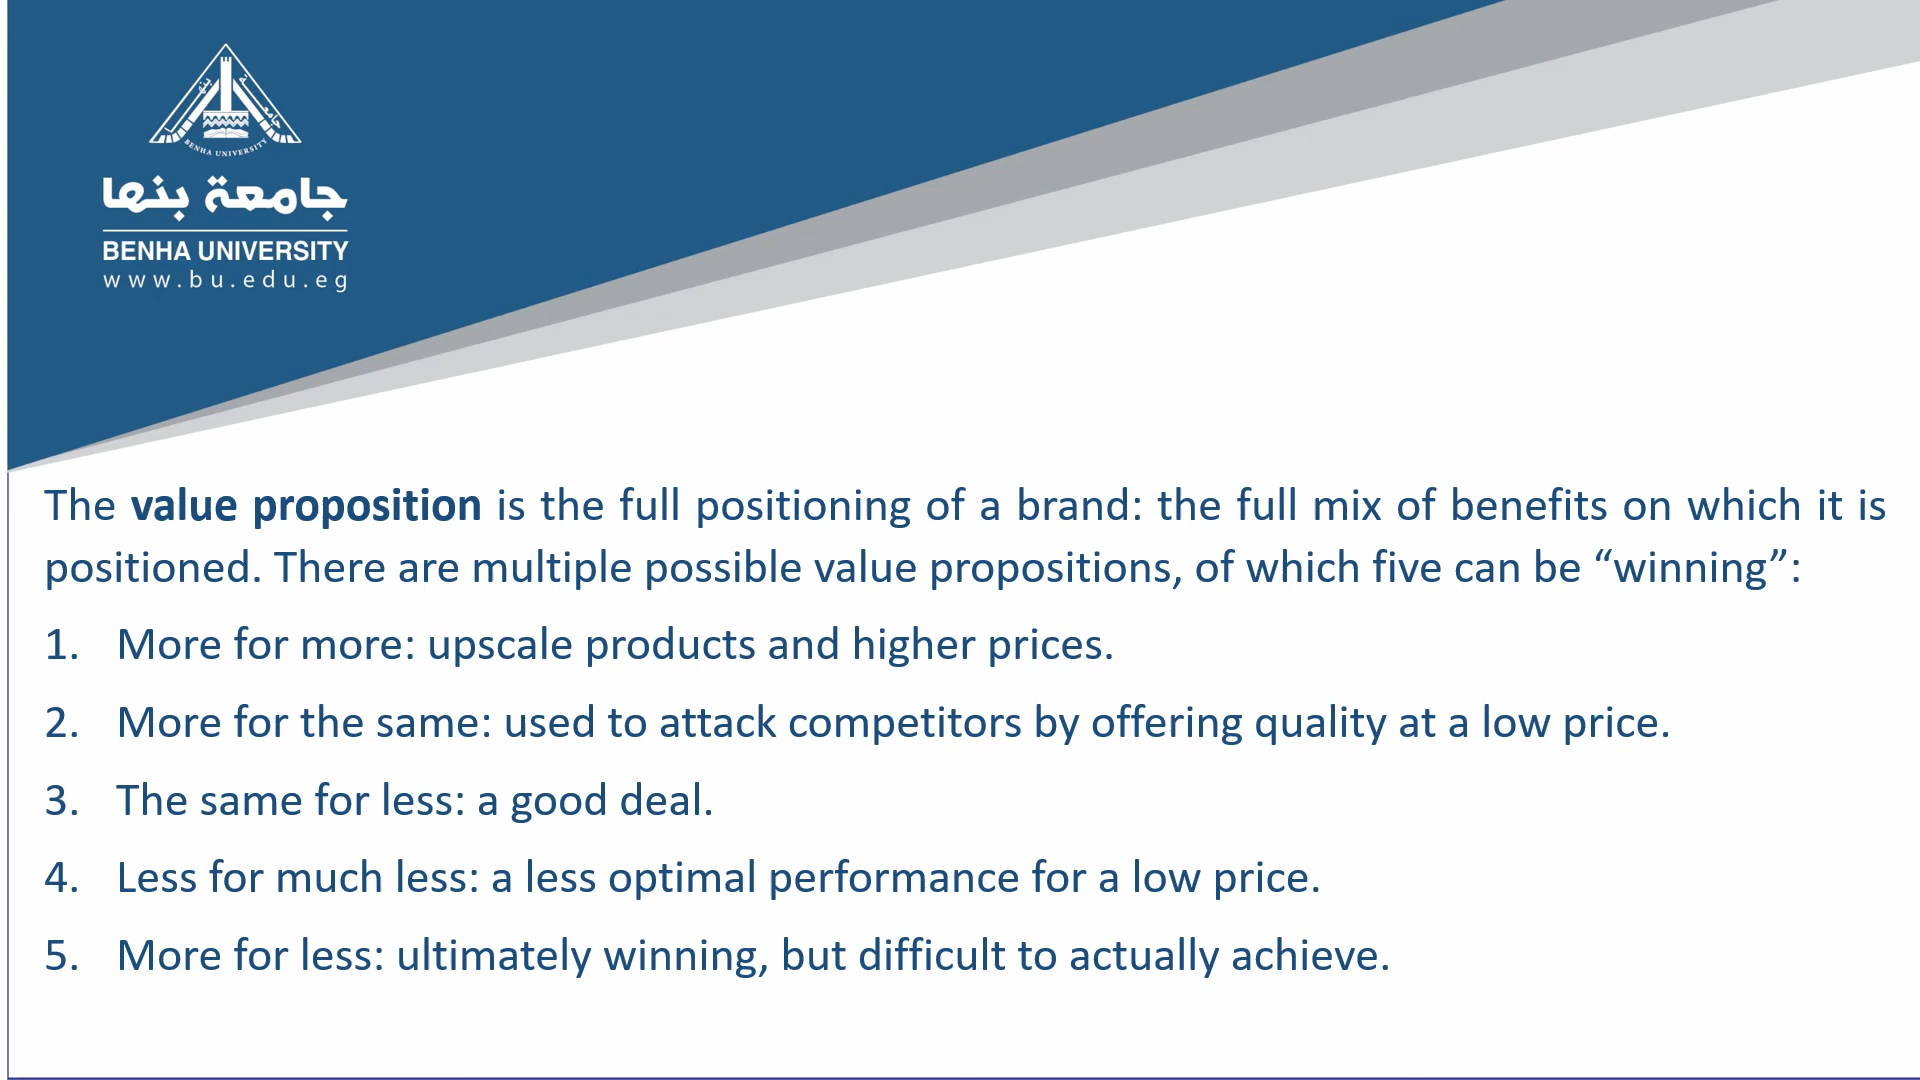 جامعة بنها
BENHA UNIVERSITY
جامعة بنها
BENHA UNIVERSITY
www.bu.edu.eg
The value proposition is the full positioning of a brand: the full mix of benefits on which it is
positioned. There are multiple possible value propositions, of which five can be “winning”:
1. More for more: upscale products and higher prices.
2. More for the same: used to attack competitors by offering quality at a low price.
3. The same for less: a good deal.
4. Less for much less: a less optimal performance for a low price.
5. More for less: ultimately winning, but difficult to actually achieve.